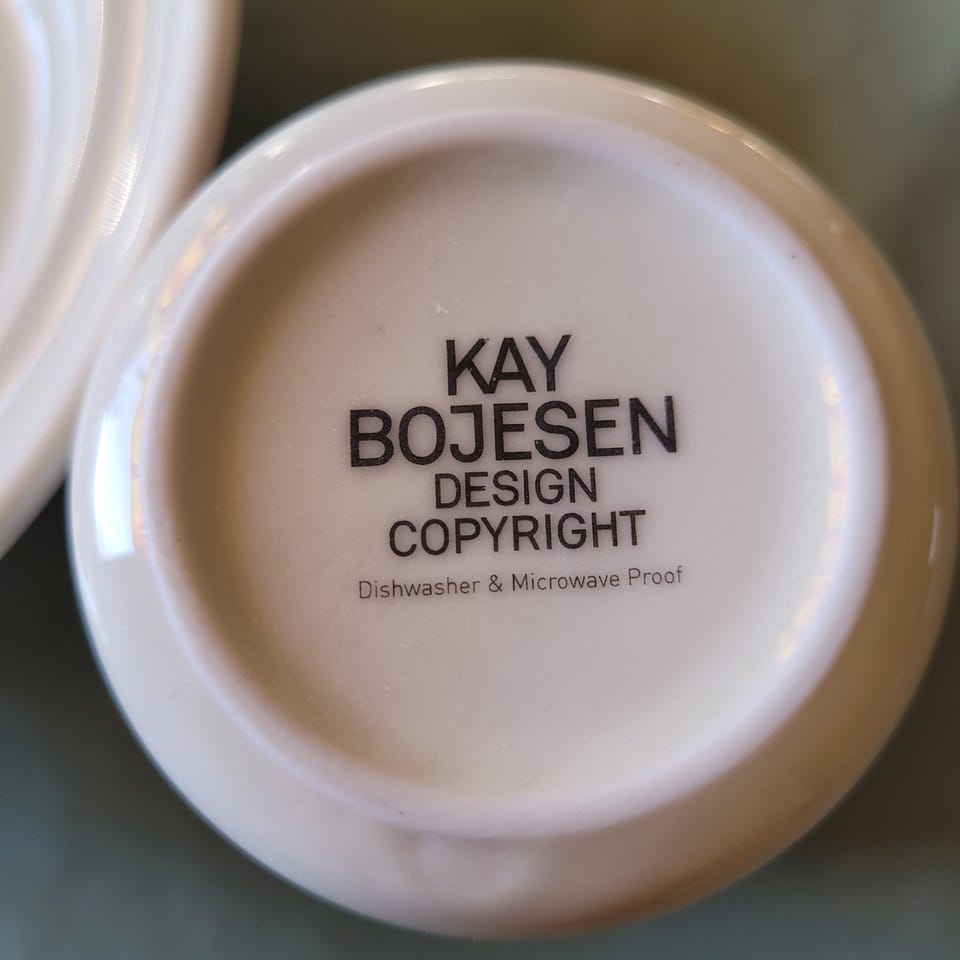 KAY
BOJESEN
DESIGN
COPYRIGHT
Dishwasher & Microwave Proof